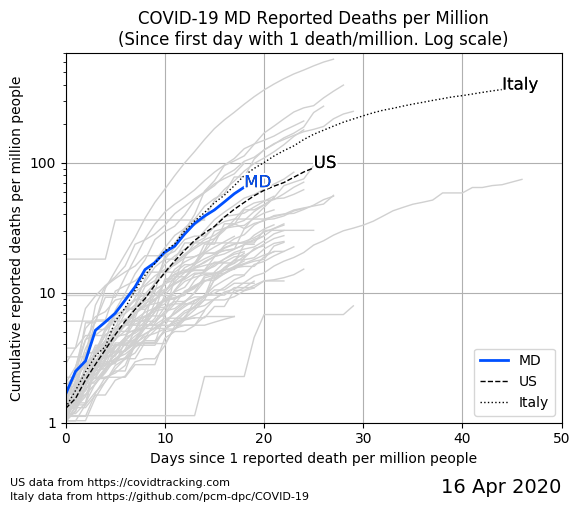 COVID-19 MD Reported Deaths per Million
(Since first day with 1 death/million. Log scale)
Cumulative reported deaths per million people
100
10
1
Italy
US
MD
MD
US
Italy
0 10 20 30 40 50
Days since 1 reported death per million people
US data from https://covidtracking.com
Italy data from https://github.com/pcm-dpc/COVID-19
16 Apr 2020